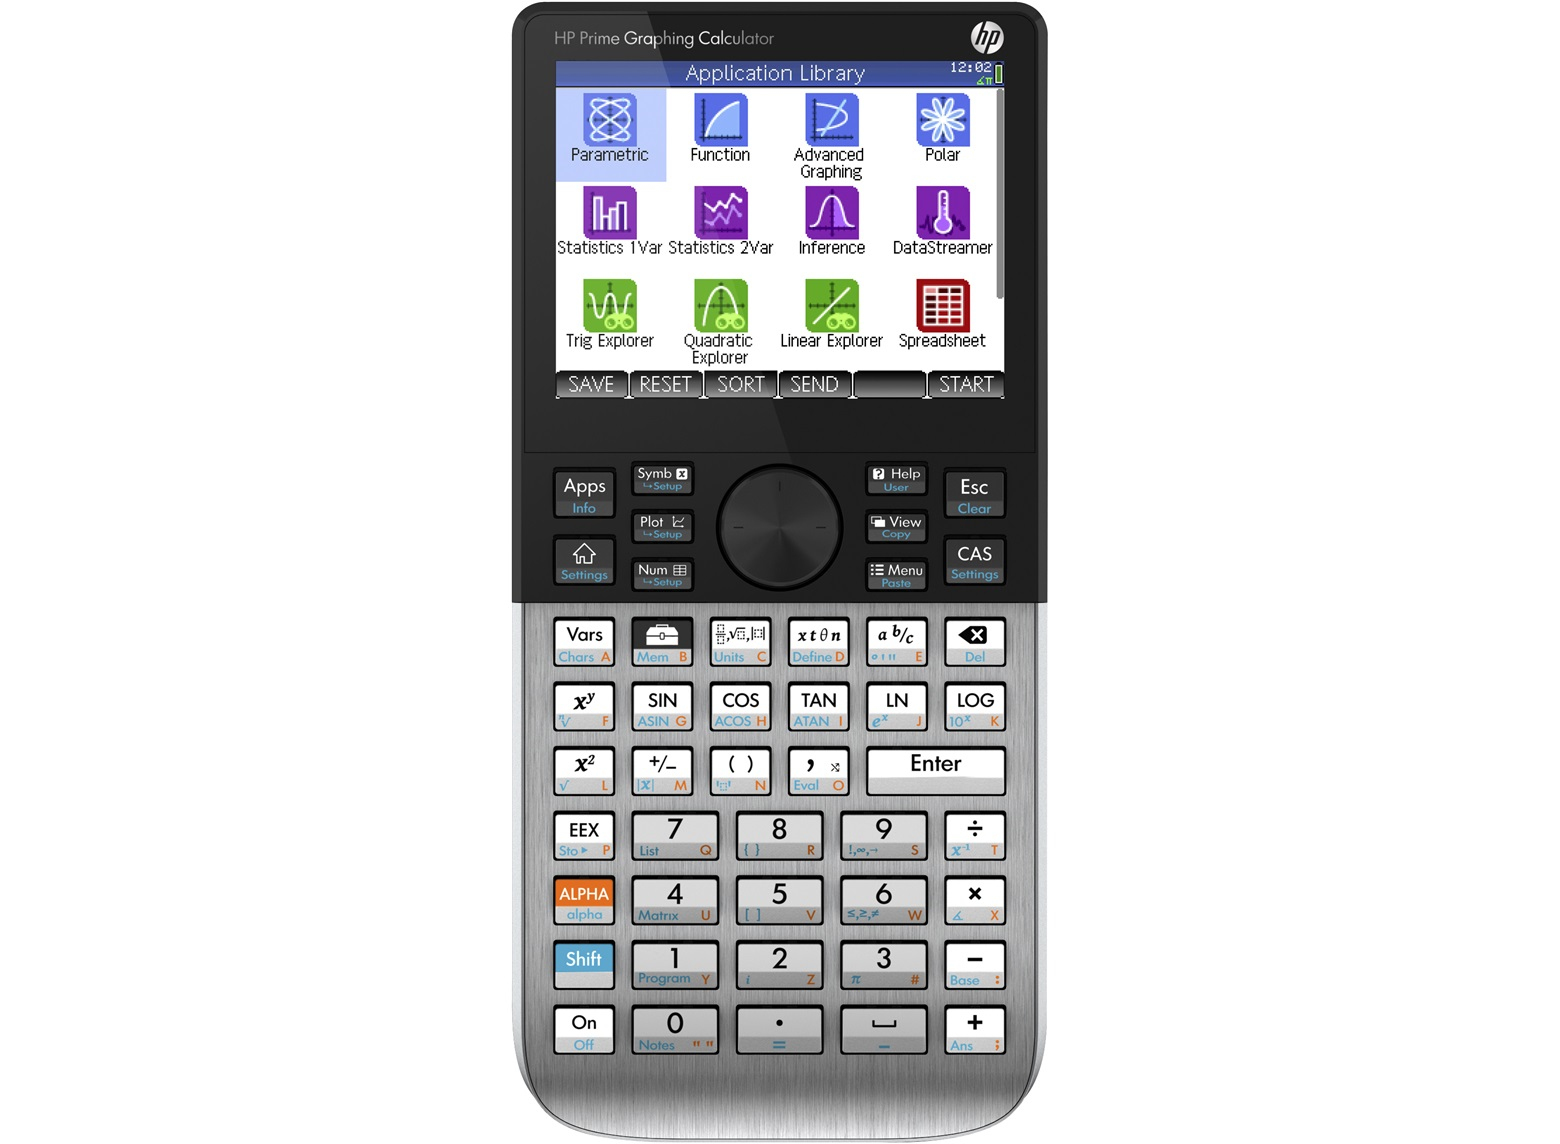 HP Prime Graphing Calculator
hp
Application Library
12:02
∡π
Parametric
Function
Advanced
Graphing
Polar
Statistics 1Var
Statistics 2Var
Inference
DataStreamer
Trig Explorer
Quadratic
Explorer
Linear Explorer
Spreadsheet
SAVE RESET SORT SEND START
Apps
Info
Symb x
↪Setup
? Help
User
Esc
Clear
Plot
↪Setup
View
Copy
Settings
Num
↪Setup
Menu
Paste
CAS
Settings
Vars
Chars A
Mem B
Units C
x t θ n
Define D
a b/c
° ' " E
Del
xʸ
ⁿ√ F
SIN
ASIN G
COS
ACOS H
TAN
ATAN I
LN
eˣ J
LOG
10ˣ K
x²
√ L
+/−
|x| M
( )
N
,
Eval O
Enter
EEX
Sto ▸ P
7
List Q
8
{ } R
9
!,∞,→ S
÷
x⁻¹ T
ALPHA
alpha
4
Matrix U
5
[ ] V
6
≤,≥,≠ W
×
∡ X
Shift
1
Program Y
2
i Z
3
π #
−
Base :
On
Off
0
Notes " "
.
=
_
+
Ans ;